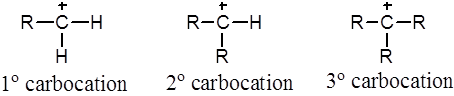 + + +
R—C—H R—C—H R—C—R
H R R
1° carbocation 2° carbocation 3° carbocation